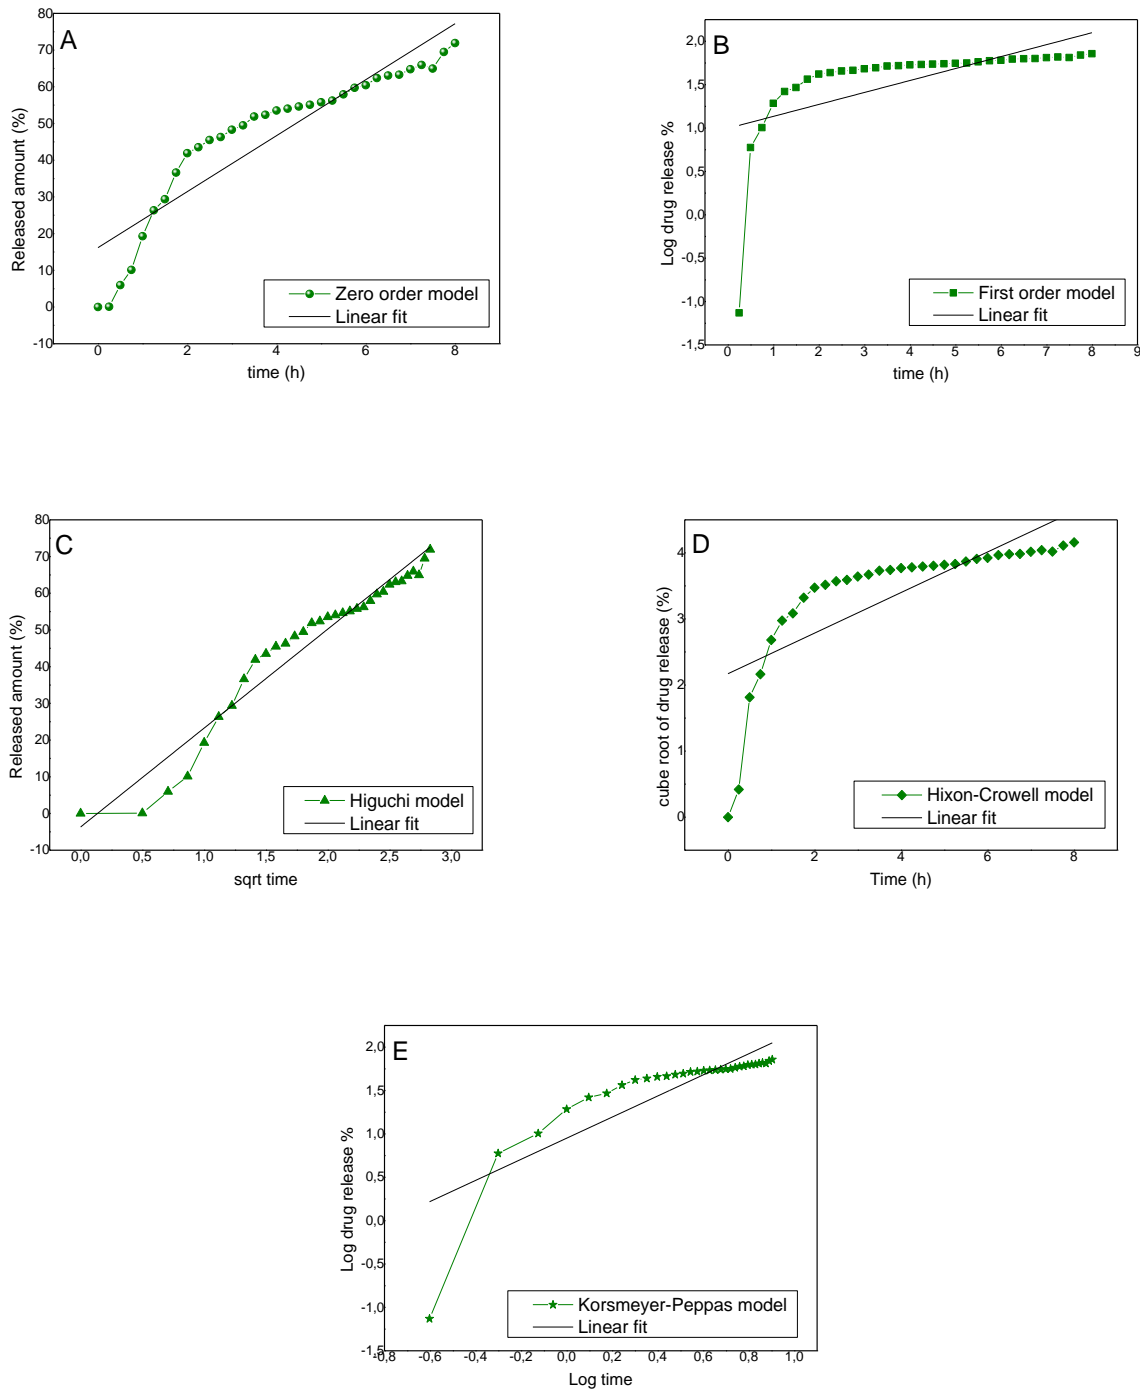 A
80
70
60
50
40
30
20
10
0
-10
Released amount (%)
0 2 4 6 8
time (h)
Zero order model
Linear fit
B
2,0
1,5
1,0
0,5
0,0
-0,5
-1,0
-1,5
Log drug release %
0 1 2 3 4 5 6 7 8 9
time (h)
First order model
Linear fit
C
80
70
60
50
40
30
20
10
0
-10
Released amount (%)
0,0 0,5 1,0 1,5 2,0 2,5 3,0
sqrt time
Higuchi model
Linear fit
D
4
3
2
1
0
cube root of drug release (%)
0 2 4 6 8
Time (h)
Hixon-Crowell model
Linear fit
E
2,0
1,5
1,0
0,5
0,0
-0,5
-1,0
-1,5
Log drug release %
-0,8 -0,6 -0,4 -0,2 0,0 0,2 0,4 0,6 0,8 1,0
Log time
Korsmeyer-Peppas model
Linear fit